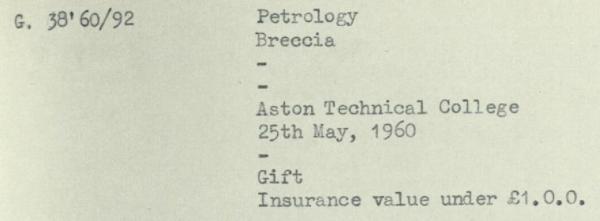 G. 38'60/92 Petrology
Breccia
-
-
Aston Technical College
25th May, 1960
-
Gift
Insurance value under £1.0.0.